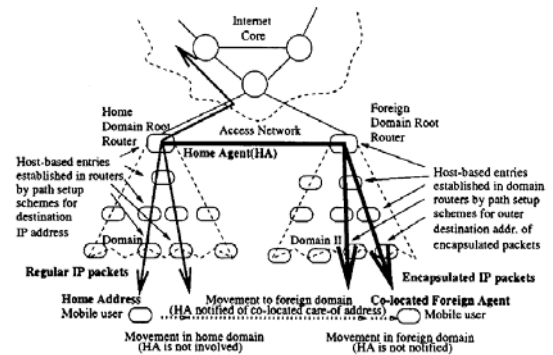 Internet
Core
Home
Domain Root
Router
Foreign
Domain Root
Router
Access Network
Home Agent(HA)
Host-based entries
established in routers
by path setup
schemes for
destination
IP address
Host-based entries
established in domain
routers by path setup
schemes for outer
destination addr. of
encapsulated packets
Domain
Domain II
Regular IP packets
Encapsulated IP packets
Home Address
Movement to foreign domain
Co-located Foreign Agent
Mobile user
(HA notified of co-located care-of address)
Mobile user
Movement in home domain
(HA is not involved)
Movement in foreign domain
(HA is not notified)